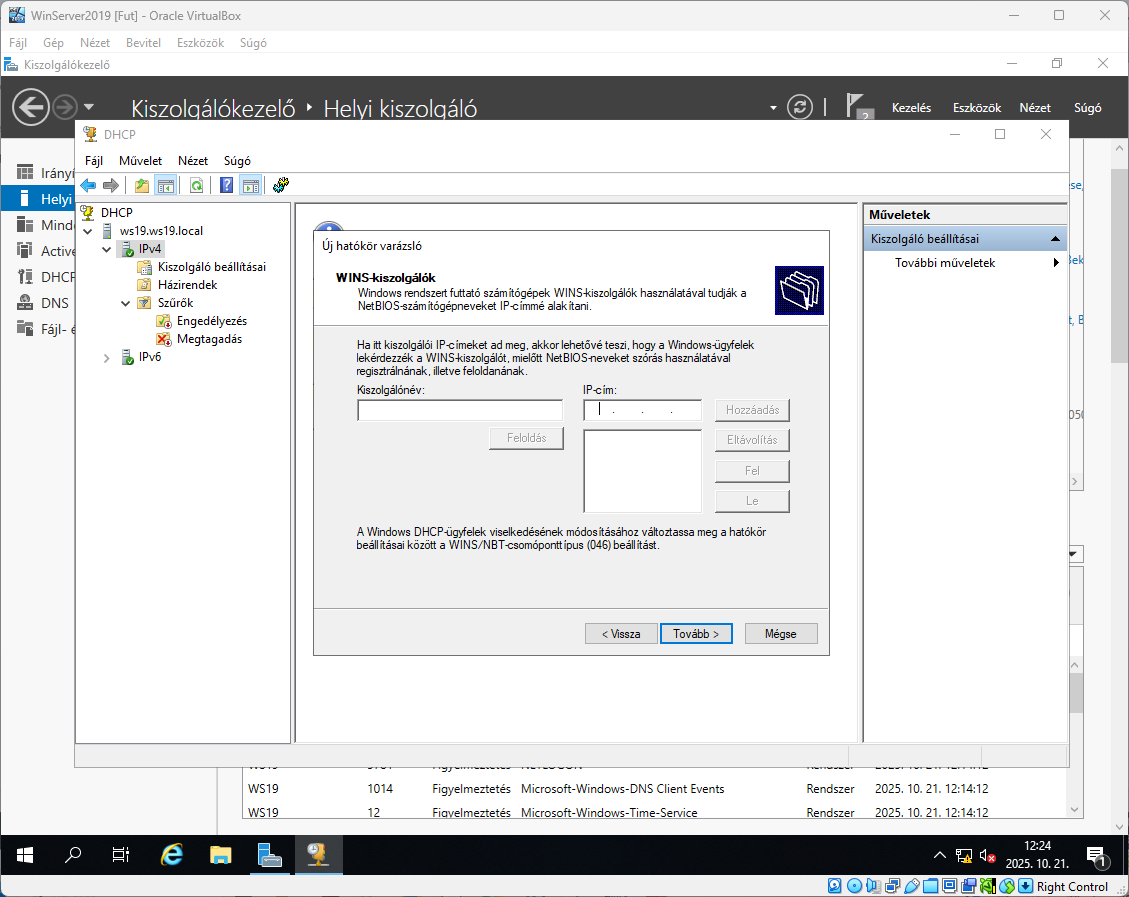 WinServer2019 [Fut] - Oracle VirtualBox
Fájl Gép Nézet Bevitel Eszközök Súgó
Kiszolgálókezelő
Kiszolgálókezelő Helyi kiszolgáló
Kezelés Eszközök Nézet Súgó
DHCP
Fájl Művelet Nézet Súgó
Helyi
DNS
DHCP
ws19.ws19.local
IPv4
Kiszolgáló beállításai
Házirendek
Szűrők
Engedélyezés
Megtagadás
IPv6
Új hatókör varázsló
WINS-kiszolgálók
Windows rendszert futtató számítógépek WINS-kiszolgálók használatával tudják a
NetBIOS-számítógépneveket IP-címmé alakítani.
Ha itt kiszolgálói IP-címeket ad meg, akkor lehetővé teszi, hogy a Windows-ügyfelek
lekérdezzék a WINS-kiszolgálót, mielőtt NetBIOS-neveket szórás használatával
regisztrálnának, illetve feloldanának.
Kiszolgálónév: IP-cím:
. . . Hozzáadás
Feloldás Eltávolítás
Fel
Le
A Windows DHCP-ügyfelek viselkedésének módosításához változtassa meg a hatókör
beállításai között a WINS/NBT-csomóponttípus (046) beállítást.
< Vissza Tovább > Mégse
Műveletek
Kiszolgáló beállításai
További műveletek
WS19 1014 Figyelmeztetés Microsoft-Windows-DNS Client Events Rendszer 2025. 10. 21. 12:14:12
WS19 12 Figyelmeztetés Microsoft-Windows-Time-Service Rendszer 2025. 10. 21. 12:14:12
12:24
2025. 10. 21.
1
Right Control